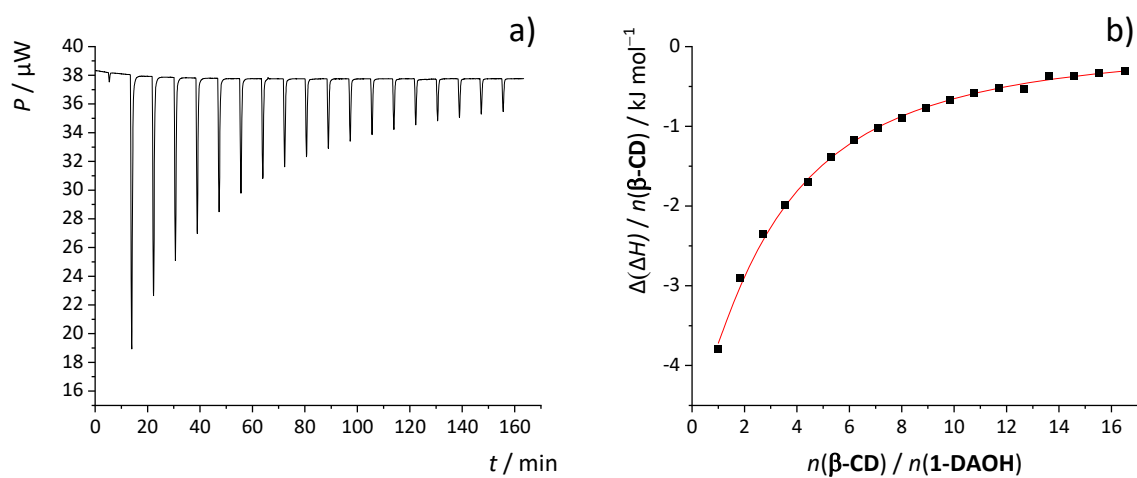 a)
P / μW
40
38
36
34
32
30
28
26
24
22
20
18
16
0 20 40 60 80 100 120 140 160
t / min
b)
Δ(ΔH) / n(β-CD) / kJ mol⁻¹
0
-1
-2
-3
-4
0 2 4 6 8 10 12 14 16
n(β-CD) / n(1-DAOH)